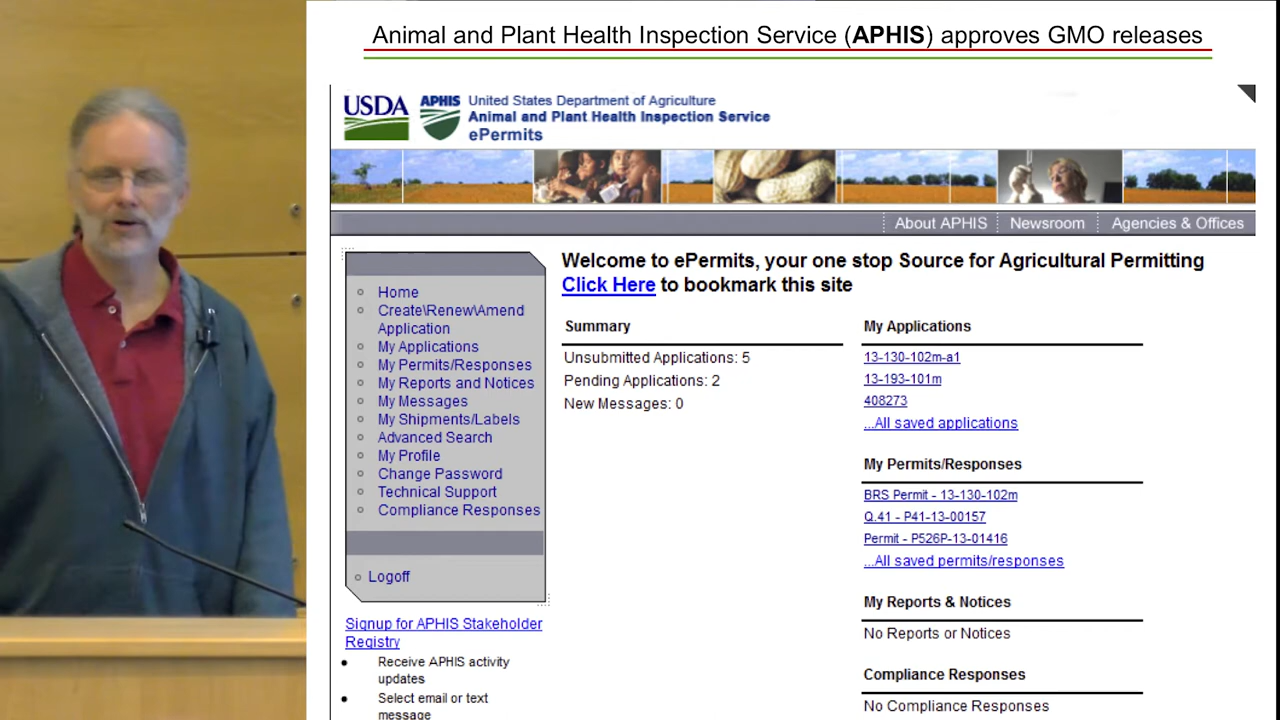 Animal and Plant Health Inspection Service (APHIS) approves GMO releases
USDA
APHIS
United States Department of Agriculture
Animal and Plant Health Inspection Service
ePermits
About APHIS
Newsroom
Agencies & Offices
Home
Create\Renew\Amend
Application
My Applications
My Permits/Responses
My Reports and Notices
My Messages
My Shipments/Labels
Advanced Search
My Profile
Change Password
Technical Support
Compliance Responses
Logoff
Signup for APHIS Stakeholder
Registry
Receive APHIS activity
updates
Select email or text
message
Welcome to ePermits, your one stop Source for Agricultural Permitting
Click Here to bookmark this site
Summary
Unsubmitted Applications: 5
Pending Applications: 2
New Messages: 0
My Applications
13-130-102m-a1
13-193-101m
408273
...All saved applications
My Permits/Responses
BRS Permit - 13-130-102m
Q.41 - P41-13-00157
Permit - P526P-13-01416
...All saved permits/responses
My Reports & Notices
No Reports or Notices
Compliance Responses
No Compliance Responses